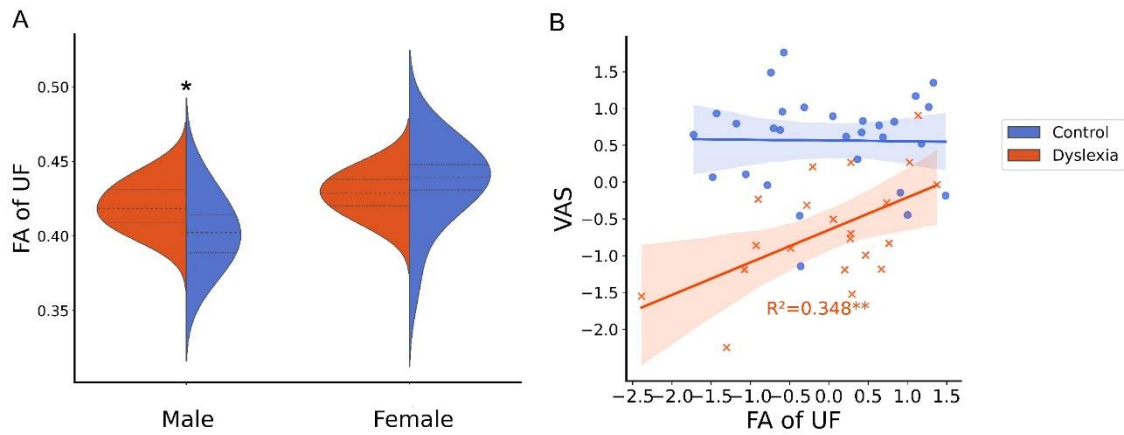 A
FA of UF
0.50
0.45
0.40
0.35
*
Male
Female
B
VAS
1.5
1.0
0.5
0.0
−0.5
−1.0
−1.5
−2.0
R²=0.348**
−2.5 −2.0 −1.5 −1.0 −0.5 0.0 0.5 1.0 1.5
FA of UF
Control
Dyslexia